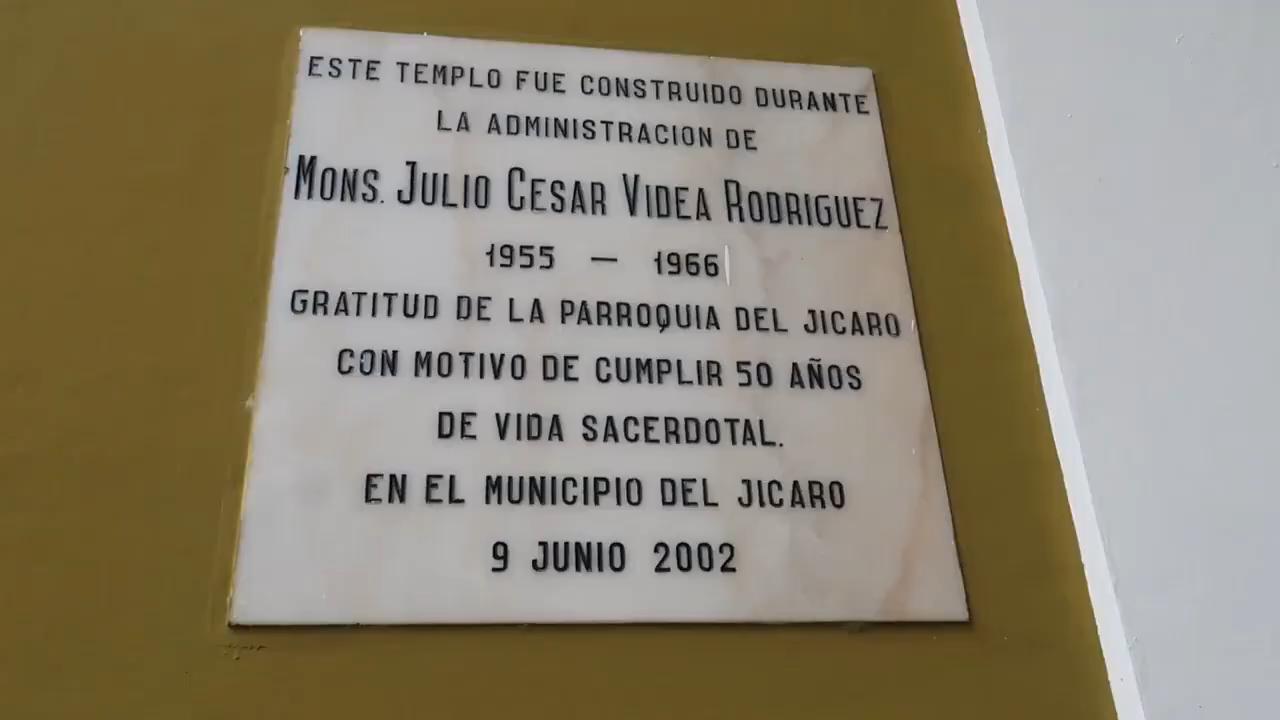 ESTE TEMPLO FUE CONSTRUIDO DURANTE
LA ADMINISTRACION DE
MONS. JULIO CESAR VIDEA RODRIGUEZ
1955 — 1966
GRATITUD DE LA PARROQUIA DEL JICARO
CON MOTIVO DE CUMPLIR 50 AÑOS
DE VIDA SACERDOTAL.
EN EL MUNICIPIO DEL JICARO
9 JUNIO 2002